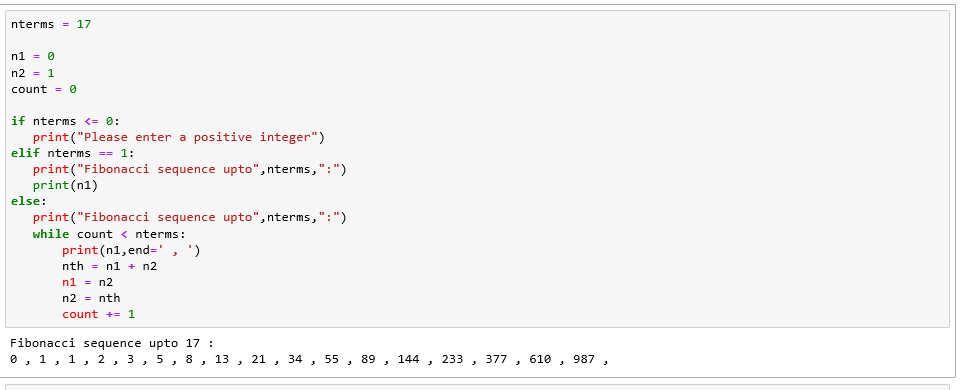 nterms = 17
n1 = 0
n2 = 1
count = 0
if nterms <= 0:
   print("Please enter a positive integer")
elif nterms == 1:
   print("Fibonacci sequence upto",nterms,":")
   print(n1)
else:
   print("Fibonacci sequence upto",nterms,":")
   while count < nterms:
       print(n1,end=' , ')
       nth = n1 + n2
       n1 = n2
       n2 = nth
       count += 1
Fibonacci sequence upto 17 :
0 , 1 , 1 , 2 , 3 , 5 , 8 , 13 , 21 , 34 , 55 , 89 , 144 , 233 , 377 , 610 , 987 ,